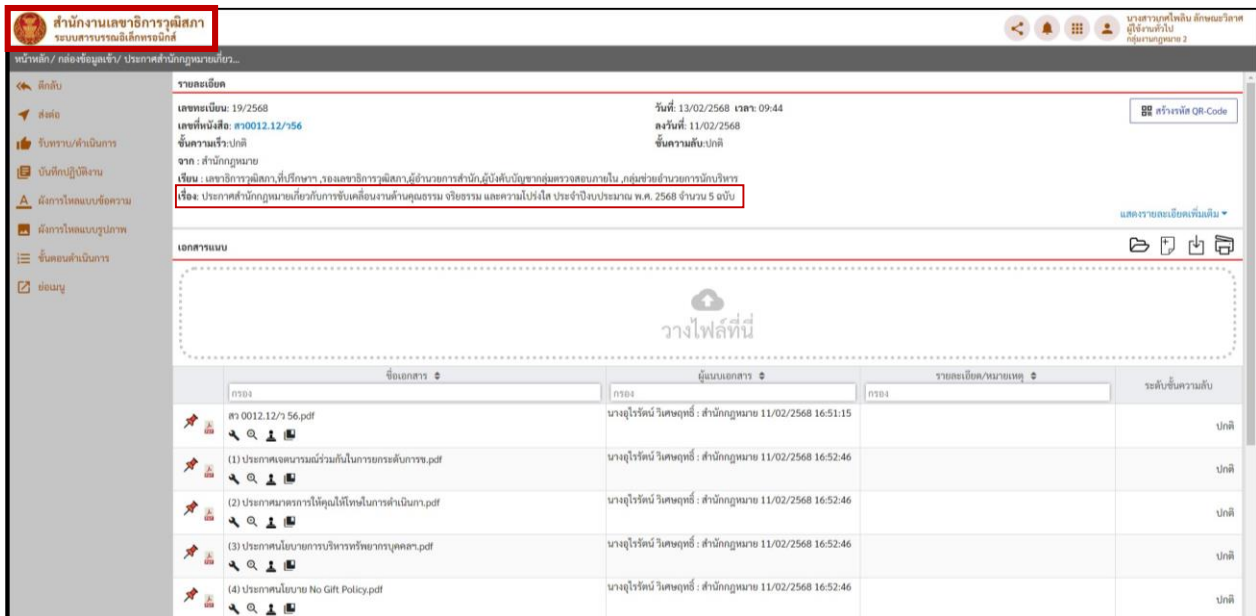 สำนักงานเลขาธิการวุฒิสภา
ระบบสารบรรณอิเล็กทรอนิกส์
นางสาวเกศไพลิน ลักษณะวิลาศ
ผู้ใช้งานทั่วไป
กลุ่มงานกฎหมาย 2
หน้าหลัก/ กล่องข้อมูลเข้า/ ประกาศสำนักกฎหมายเกี่ยว...
ตีกลับ
ส่งต่อ
รับทราบ/ดำเนินการ
บันทึกปฏิบัติงาน
ผังการไหลแบบข้อความ
ผังการไหลแบบรูปภาพ
ขั้นตอนดำเนินการ
ย่อเมนู
รายละเอียด
เลขทะเบียน: 19/2568 วันที่: 13/02/2568 เวลา: 09:44
สร้างรหัส QR-Code
เลขที่หนังสือ: สว0012.12/ว56 ลงวันที่: 11/02/2568
ชั้นความเร็ว:ปกติ ชั้นความลับ:ปกติ
จาก : สำนักกฎหมาย
เรียน : เลขาธิการวุฒิสภา,ที่ปรึกษาฯ ,รองเลขาธิการวุฒิสภา,ผู้อำนวยการสำนัก,ผู้บังคับบัญชากลุ่มตรวจสอบภายใน ,กลุ่มช่วยอำนวยการนักบริหาร
เรื่อง: ประกาศสำนักกฎหมายเกี่ยวกับการขับเคลื่อนงานด้านคุณธรรม จริยธรรม และความโปร่งใส ประจำปีงบประมาณ พ.ศ. 2568 จำนวน 5 ฉบับ
แสดงรายละเอียดเพิ่มเติม
เอกสารแนบ
วางไฟล์ที่นี่
ชื่อเอกสาร ผู้แนบเอกสาร รายละเอียด/หมายเหตุ ระดับชั้นความลับ
กรอง กรอง กรอง
สว 0012.12/ว 56.pdf นางอุไรรัตน์ วิเศษฤทธิ์ : สำนักกฎหมาย 11/02/2568 16:51:15 ปกติ
(1) ประกาศเจตนารมณ์ร่วมกันในการยกระดับการข.pdf นางอุไรรัตน์ วิเศษฤทธิ์ : สำนักกฎหมาย 11/02/2568 16:52:46 ปกติ
(2) ประกาศมาตรการให้คุณให้โทษในการดำเนินกา.pdf นางอุไรรัตน์ วิเศษฤทธิ์ : สำนักกฎหมาย 11/02/2568 16:52:46 ปกติ
(3) ประกาศนโยบายการบริหารทรัพยากรบุคคลฯ.pdf นางอุไรรัตน์ วิเศษฤทธิ์ : สำนักกฎหมาย 11/02/2568 16:52:46 ปกติ
(4) ประกาศนโยบาย No Gift Policy.pdf นางอุไรรัตน์ วิเศษฤทธิ์ : สำนักกฎหมาย 11/02/2568 16:52:46 ปกติ